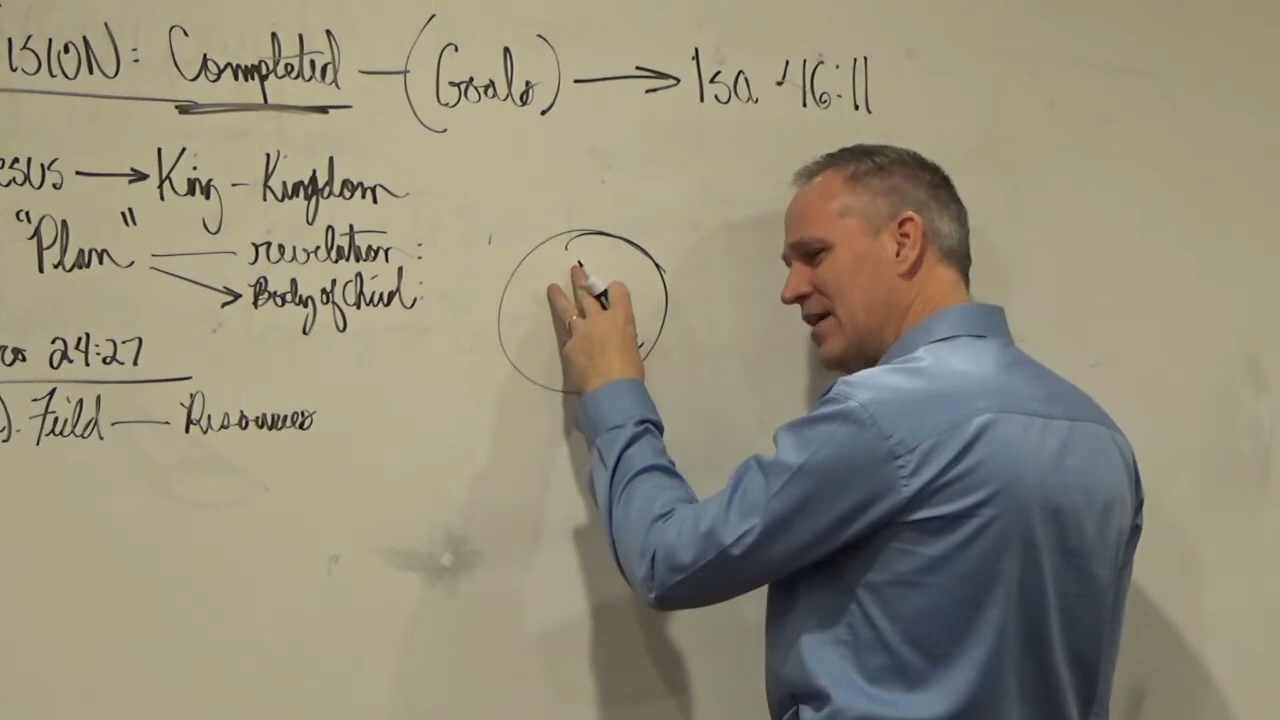 ISION: Completed — (Goals) → Isa 46:11
ESUS → King - Kingdom
"Plan" — revelation:
→ Body of Christ:
24:27
). Field — Resources